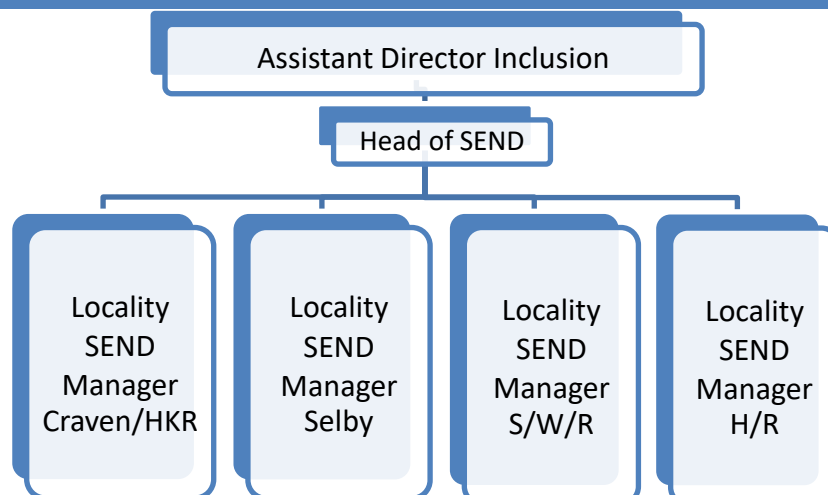 Assistant Director Inclusion
Head of SEND
Locality
SEND
Manager
Craven/HKR
Locality
SEND
Manager
Selby
Locality
SEND
Manager
S/W/R
Locality
SEND
Manager
H/R